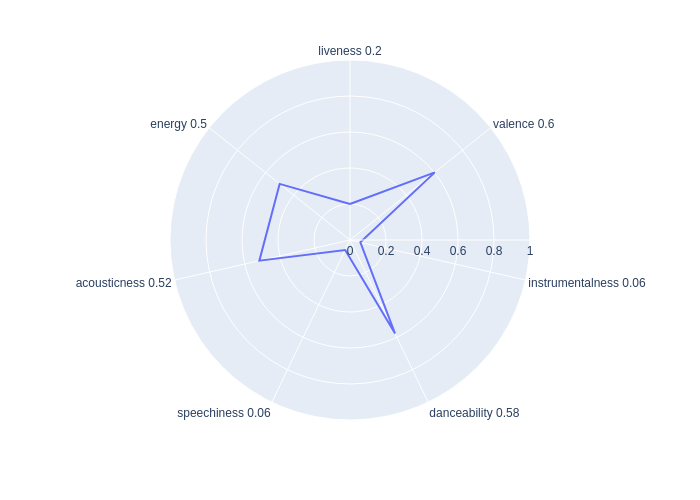 liveness 0.2
energy 0.5
valence 0.6
0 0.2 0.4 0.6 0.8 1
acousticness 0.52
instrumentalness 0.06
speechiness 0.06
danceability 0.58